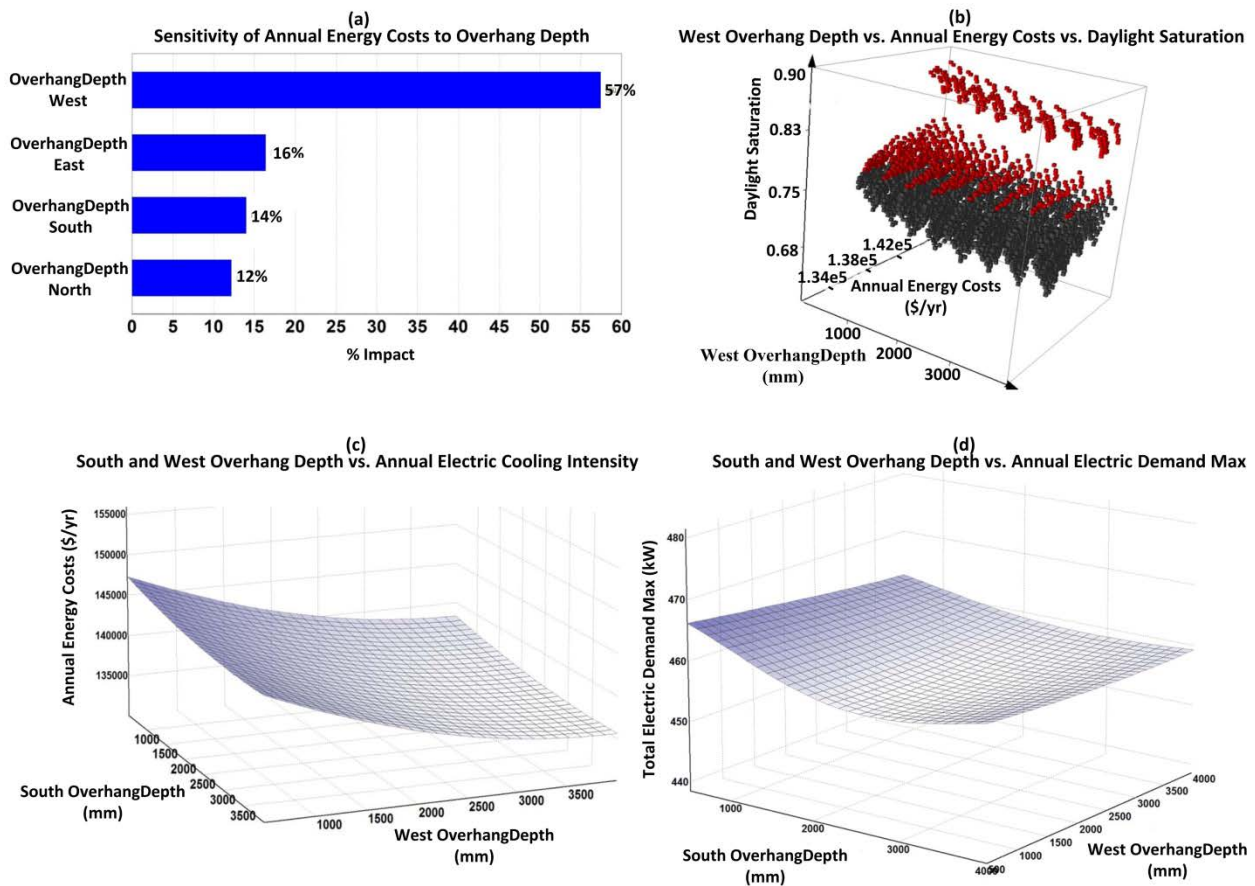 (a)
Sensitivity of Annual Energy Costs to Overhang Depth
OverhangDepth
West
57%
OverhangDepth
East
16%
OverhangDepth
South
14%
OverhangDepth
North
12%
0 5 10 15 20 25 30 35 40 45 50 55 60
% Impact
(b)
West Overhang Depth vs. Annual Energy Costs vs. Daylight Saturation
0.90
0.83
0.75
0.68
Daylight Saturation
1.42e5
1.38e5
1.34e5
Annual Energy Costs
($/yr)
1000
2000
3000
West OverhangDepth
(mm)
(c)
South and West Overhang Depth vs. Annual Electric Cooling Intensity
155000
150000
145000
140000
135000
Annual Energy Costs ($/yr)
1000
1500
2000
2500
3000
3500
South OverhangDepth
(mm)
1000 1500 2000 2500 3000 3500
West OverhangDepth
(mm)
(d)
South and West Overhang Depth vs. Annual Electric Demand Max
480
470
460
450
440
Total Electric Demand Max (kW)
1000
2000
3000
4000
South OverhangDepth
(mm)
500
1000
1500
2000
2500
3000
3500
4000
West OverhangDepth
(mm)